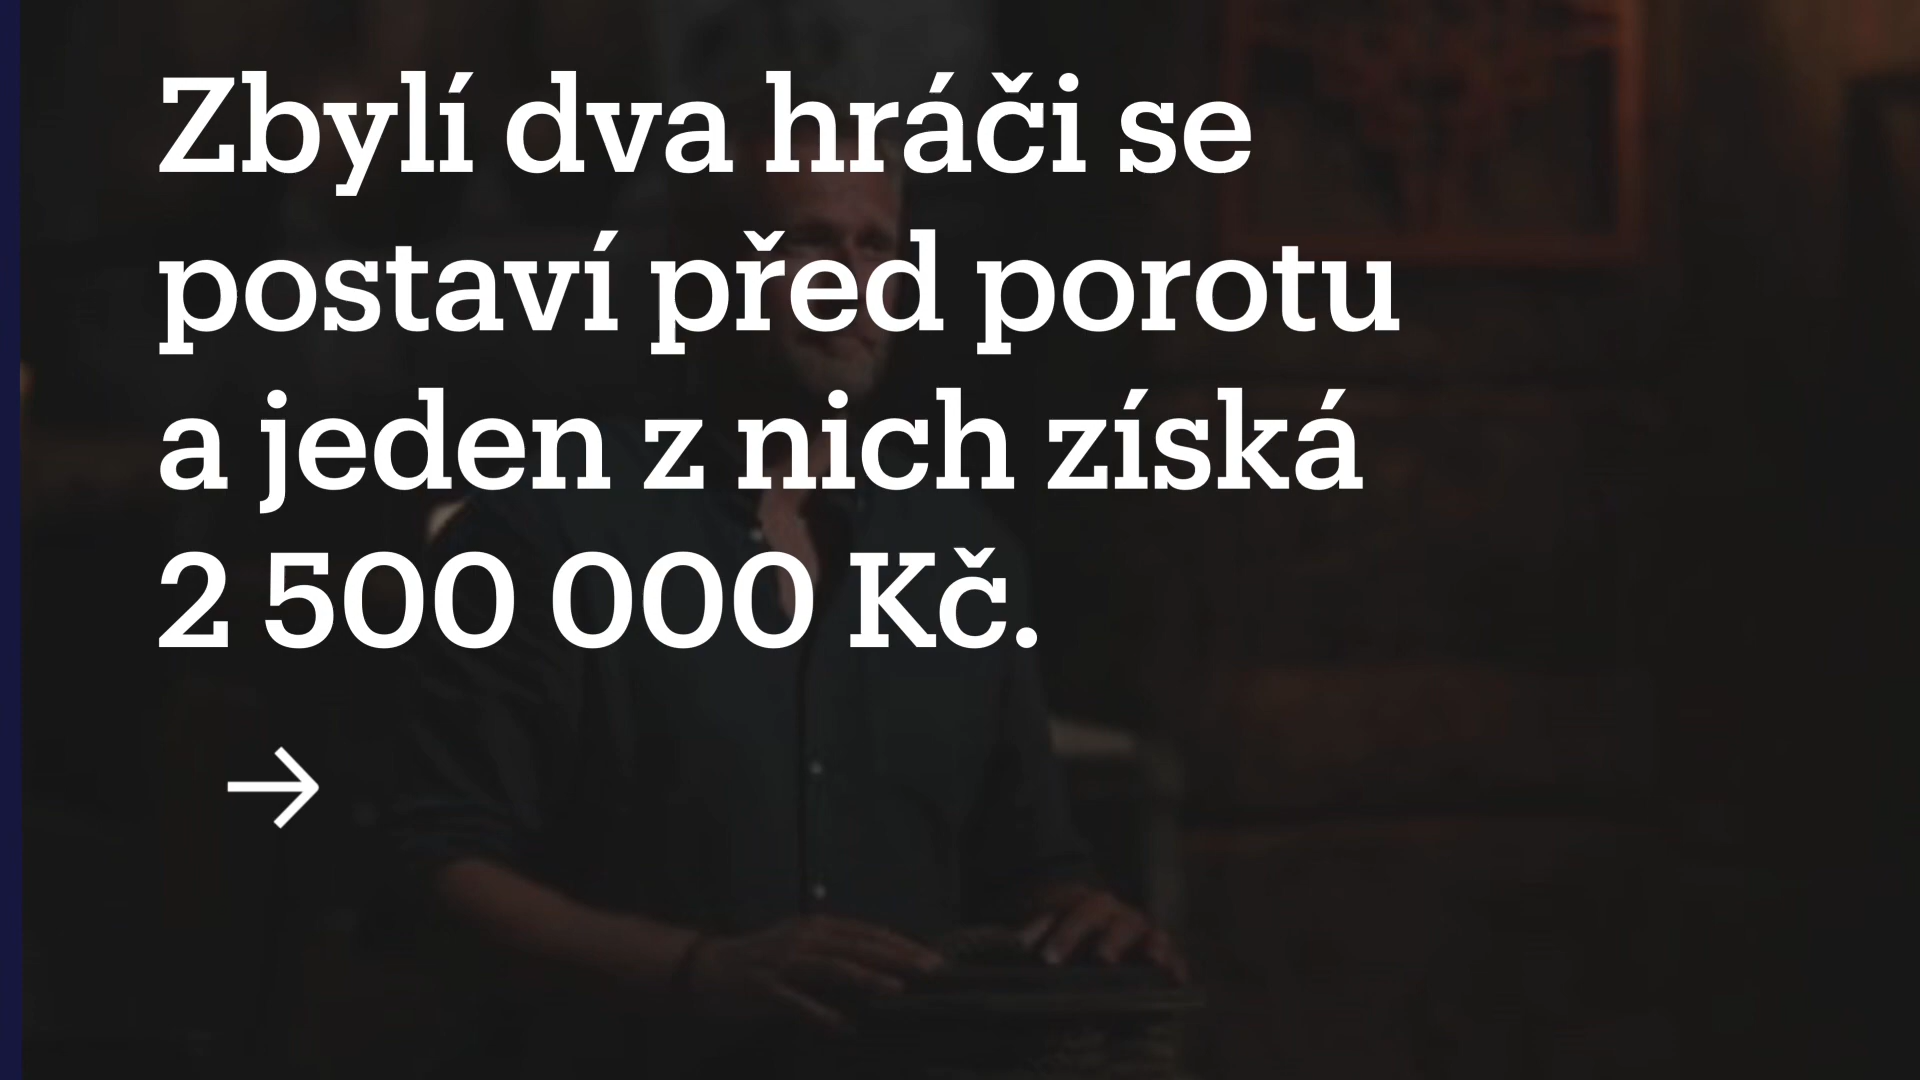 Zbylí dva hráči se
postaví před porotu
a jeden z nich získá
2 500 000 Kč.